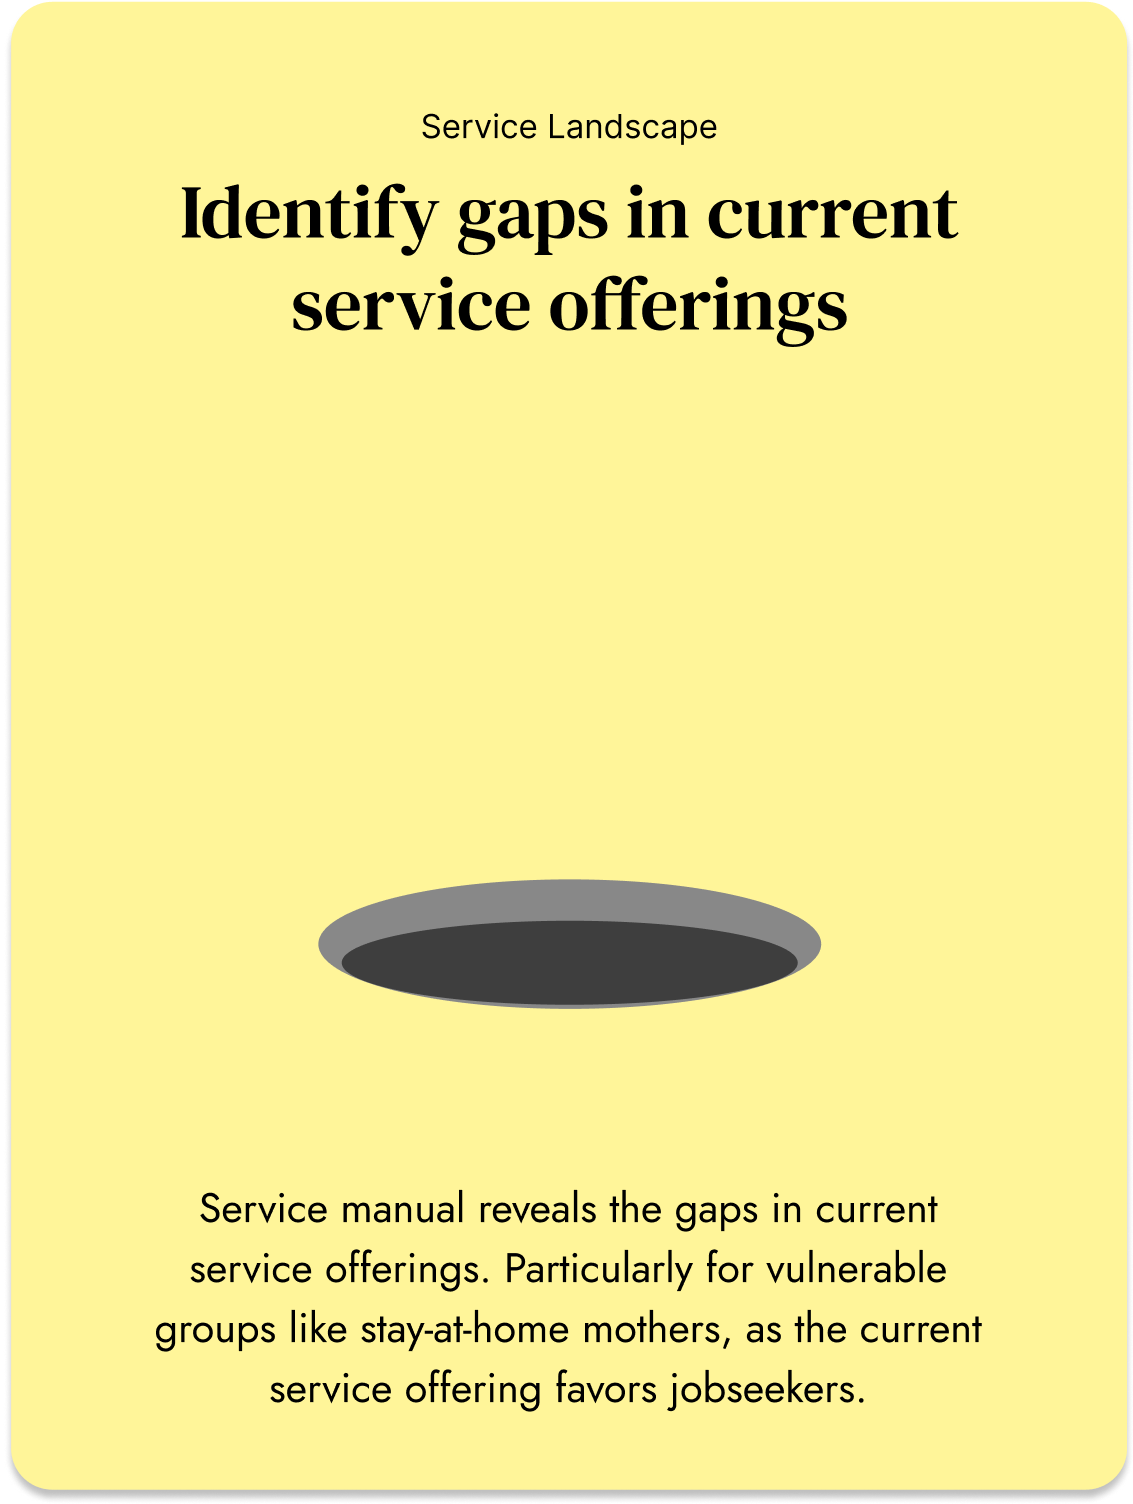 Service Landscape
Identify gaps in current
service offerings
Service manual reveals the gaps in current
service offerings. Particularly for vulnerable
groups like stay-at-home mothers, as the current
service offering favors jobseekers.